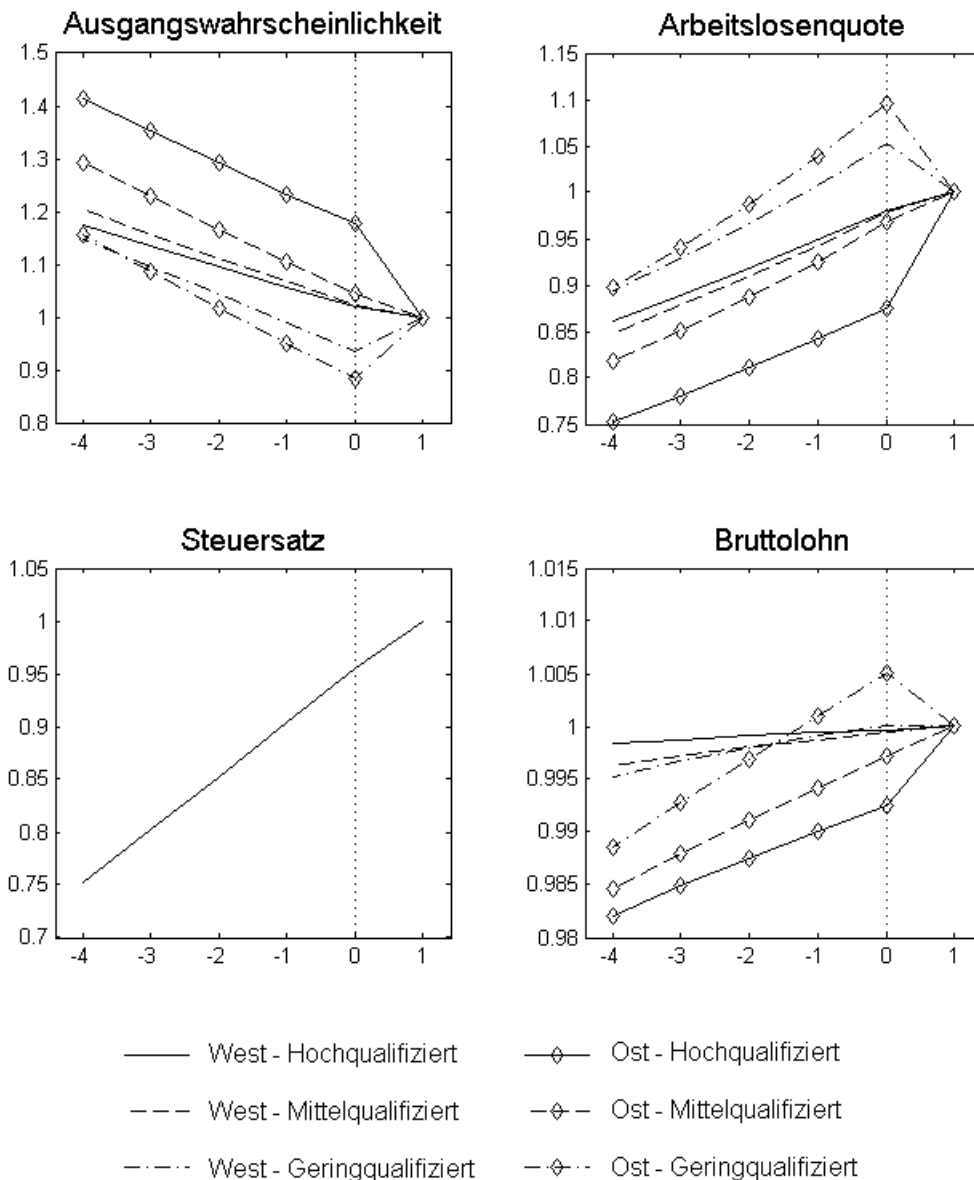 Ausgangswahrscheinlichkeit
1.5
1.4
1.3
1.2
1.1
1
0.9
0.8
-4 -3 -2 -1 0 1
Arbeitslosenquote
1.15
1.1
1.05
1
0.95
0.9
0.85
0.8
0.75
-4 -3 -2 -1 0 1
Steuersatz
1.05
1
0.95
0.9
0.85
0.8
0.75
0.7
-4 -3 -2 -1 0 1
Bruttolohn
1.015
1.01
1.005
1
0.995
0.99
0.985
0.98
-4 -3 -2 -1 0 1
West - Hochqualifiziert
Ost - Hochqualifiziert
West - Mittelqualifiziert
Ost - Mittelqualifiziert
West - Geringqualifiziert
Ost - Geringqualifiziert